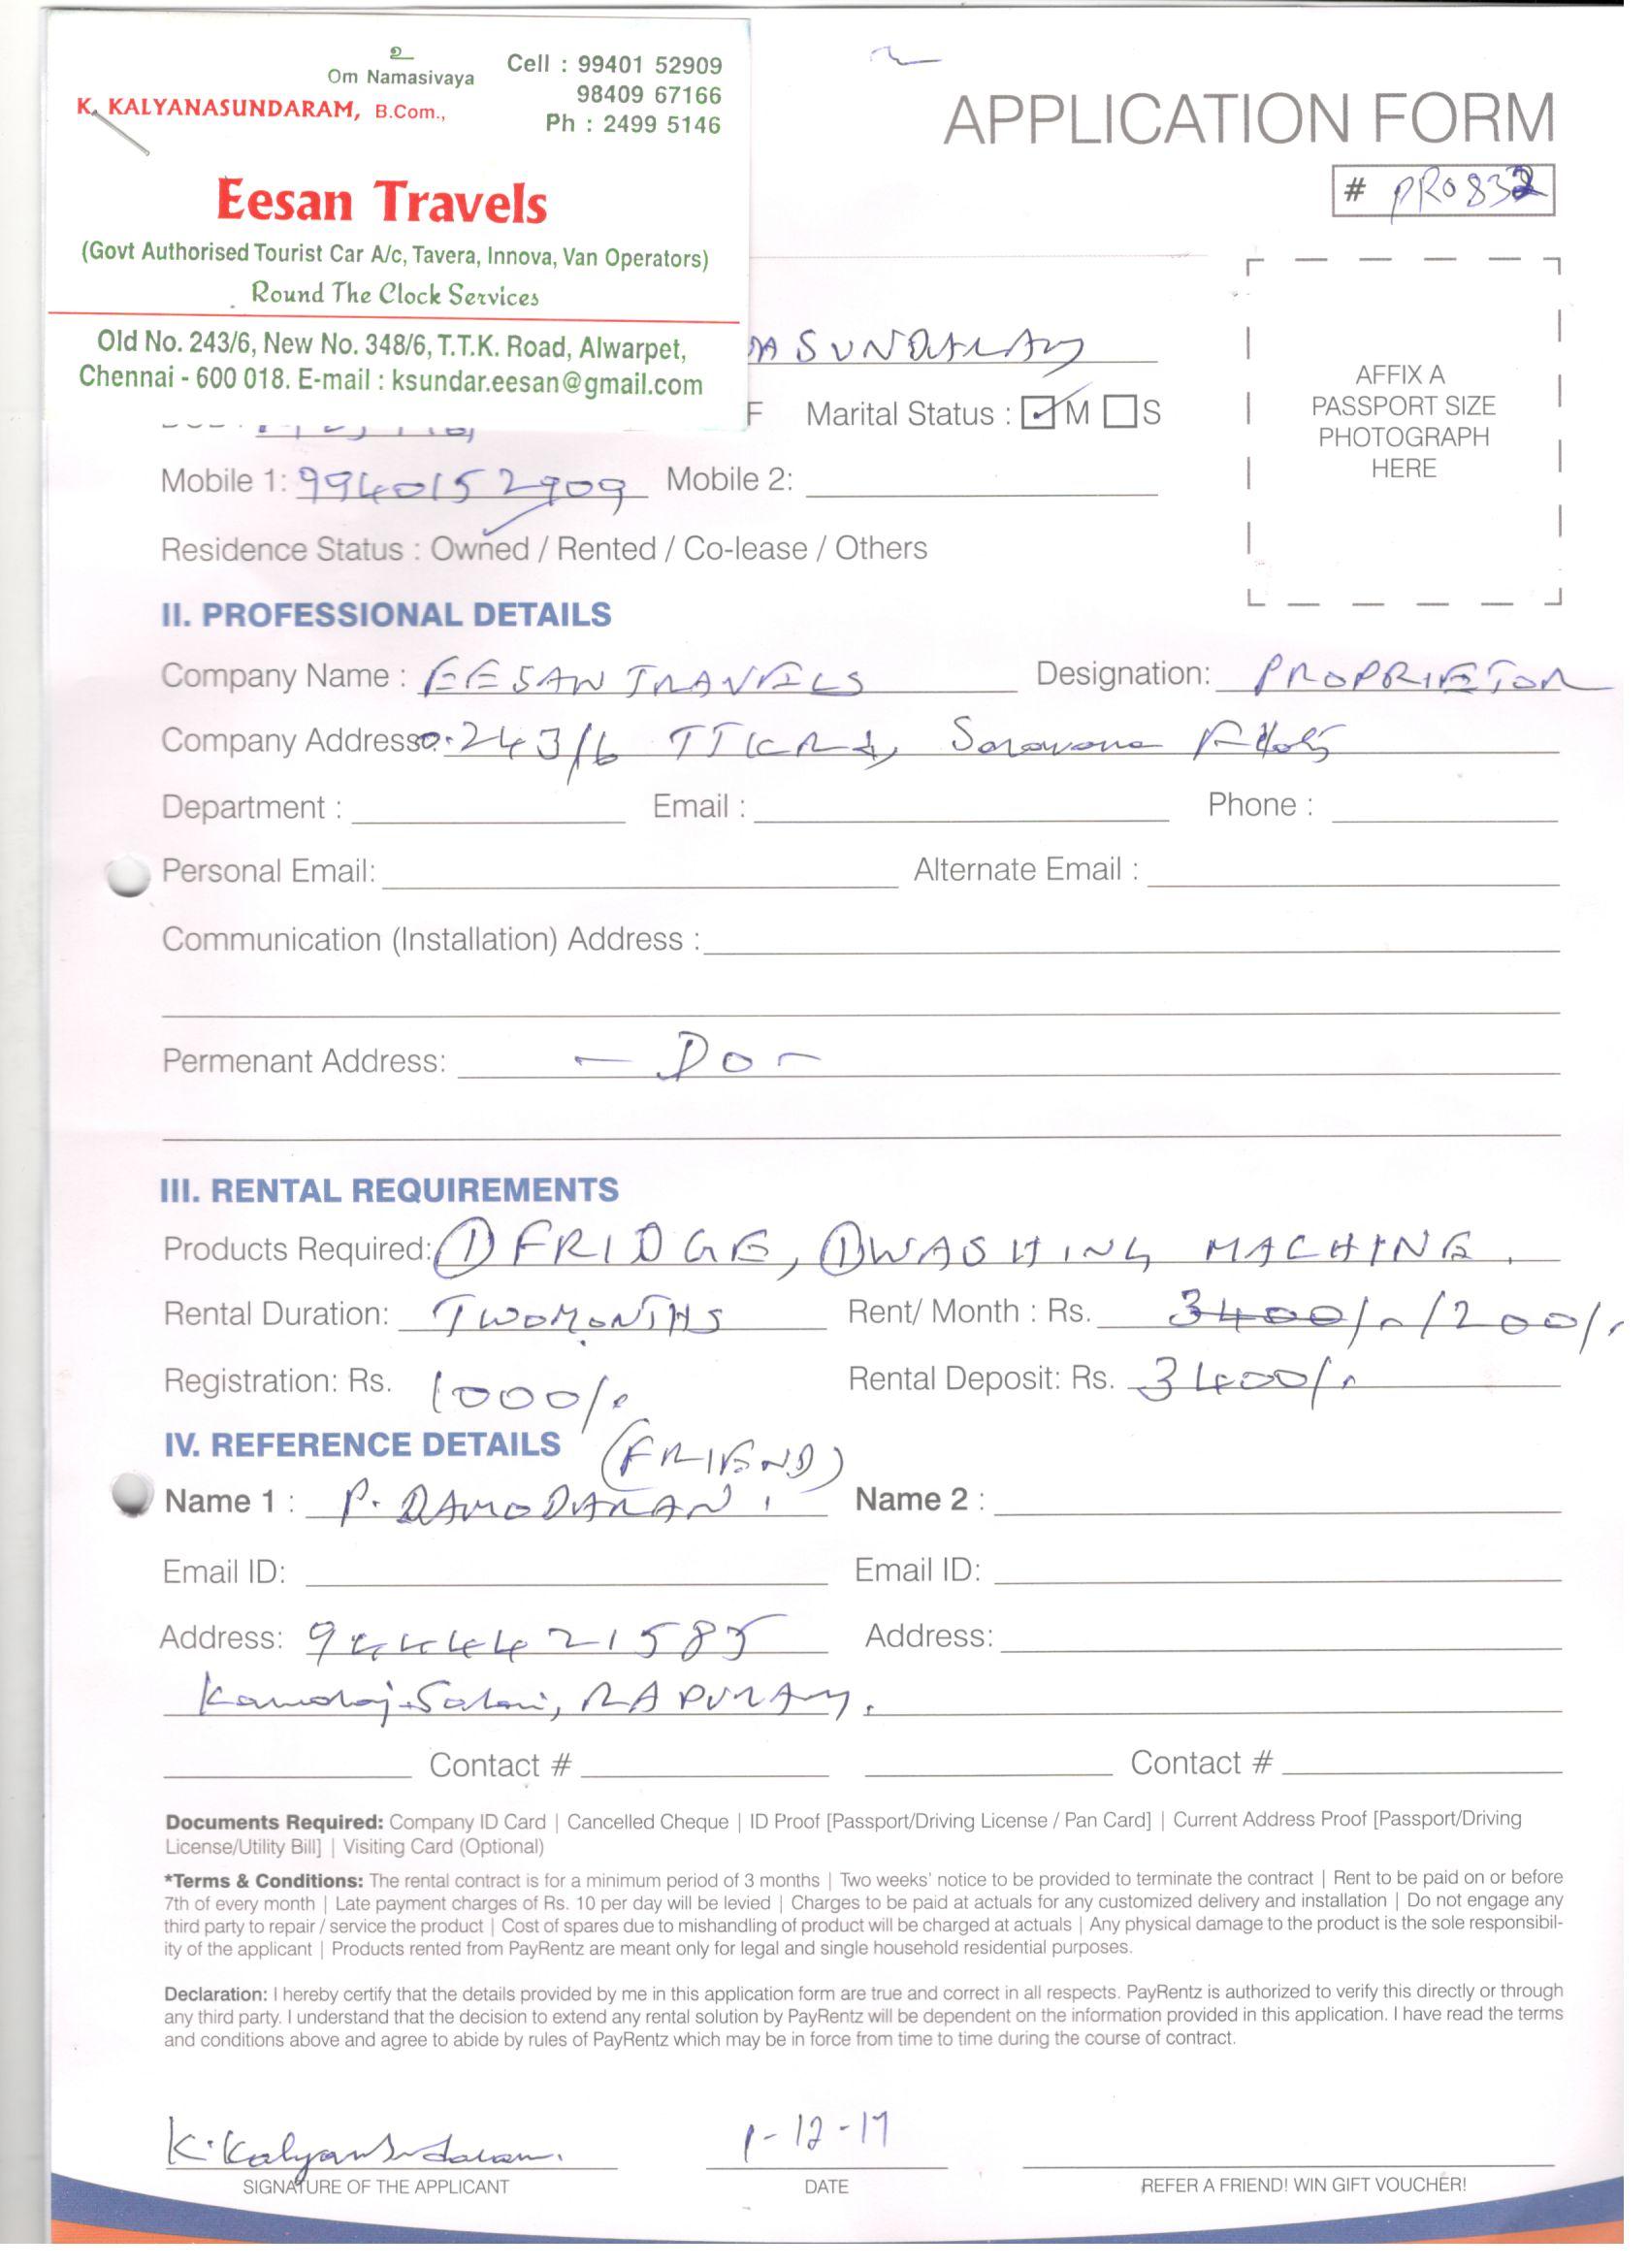 உ
Om Namasivaya
Cell : 99401 52909
98409 67166
Ph : 2499 5146
K. KALYANASUNDARAM, B.Com.,
Eesan Travels
(Govt Authorised Tourist Car A/c, Tavera, Innova, Van Operators)
Round The Clock Services
Old No. 243/6, New No. 348/6, T.T.K. Road, Alwarpet,
Chennai - 600 018. E-mail : ksundar.eesan@gmail.com
APPLICATION FORM
# PR0832
AFFIX A
PASSPORT SIZE
PHOTOGRAPH
HERE
SUNDARAM
F Marital Status : M S
Mobile 1: 9940152909 Mobile 2:
Residence Status : Owned / Rented / Co-lease / Others
II. PROFESSIONAL DETAILS
Company Name : EESAN TRAVELS Designation: PROPRIETOR
Company Address: 243/6 TTK Rd, Saravana
Department : Email : Phone :
Personal Email: Alternate Email :
Communication (Installation) Address :
Permenant Address: - Do -
III. RENTAL REQUIREMENTS
Products Required: 1 FRIDGE, 1 WASHING MACHINE.
Rental Duration: TWO MONTHS Rent/ Month : Rs. 3400/- 1200/-
Registration: Rs. 1000/- Rental Deposit: Rs. 3400/-
IV. REFERENCE DETAILS (FRIEND)
Name 1 : P. DAMODARAN Name 2 :
Email ID: Email ID:
Address: 9444421585 Address:
Kamaraj Salai, RAPURAM.
Contact # Contact #
Documents Required: Company ID Card | Cancelled Cheque | ID Proof [Passport/Driving License / Pan Card] | Current Address Proof [Passport/Driving
License/Utility Bill] | Visiting Card (Optional)
*Terms & Conditions: The rental contract is for a minimum period of 3 months | Two weeks' notice to be provided to terminate the contract | Rent to be paid on or before
7th of every month | Late payment charges of Rs. 10 per day will be levied | Charges to be paid at actuals for any customized delivery and installation | Do not engage any
third party to repair / service the product | Cost of spares due to mishandling of product will be charged at actuals | Any physical damage to the product is the sole responsibil-
ity of the applicant | Products rented from PayRentz are meant only for legal and single household residential purposes.
Declaration: I hereby certify that the details provided by me in this application form are true and correct in all respects. PayRentz is authorized to verify this directly or through
any third party. I understand that the decision to extend any rental solution by PayRentz will be dependent on the information provided in this application. I have read the terms
and conditions above and agree to abide by rules of PayRentz which may be in force from time to time during the course of contract.
K. Kalyanasundaram. 1-12-17
SIGNATURE OF THE APPLICANT DATE REFER A FRIEND! WIN GIFT VOUCHER!